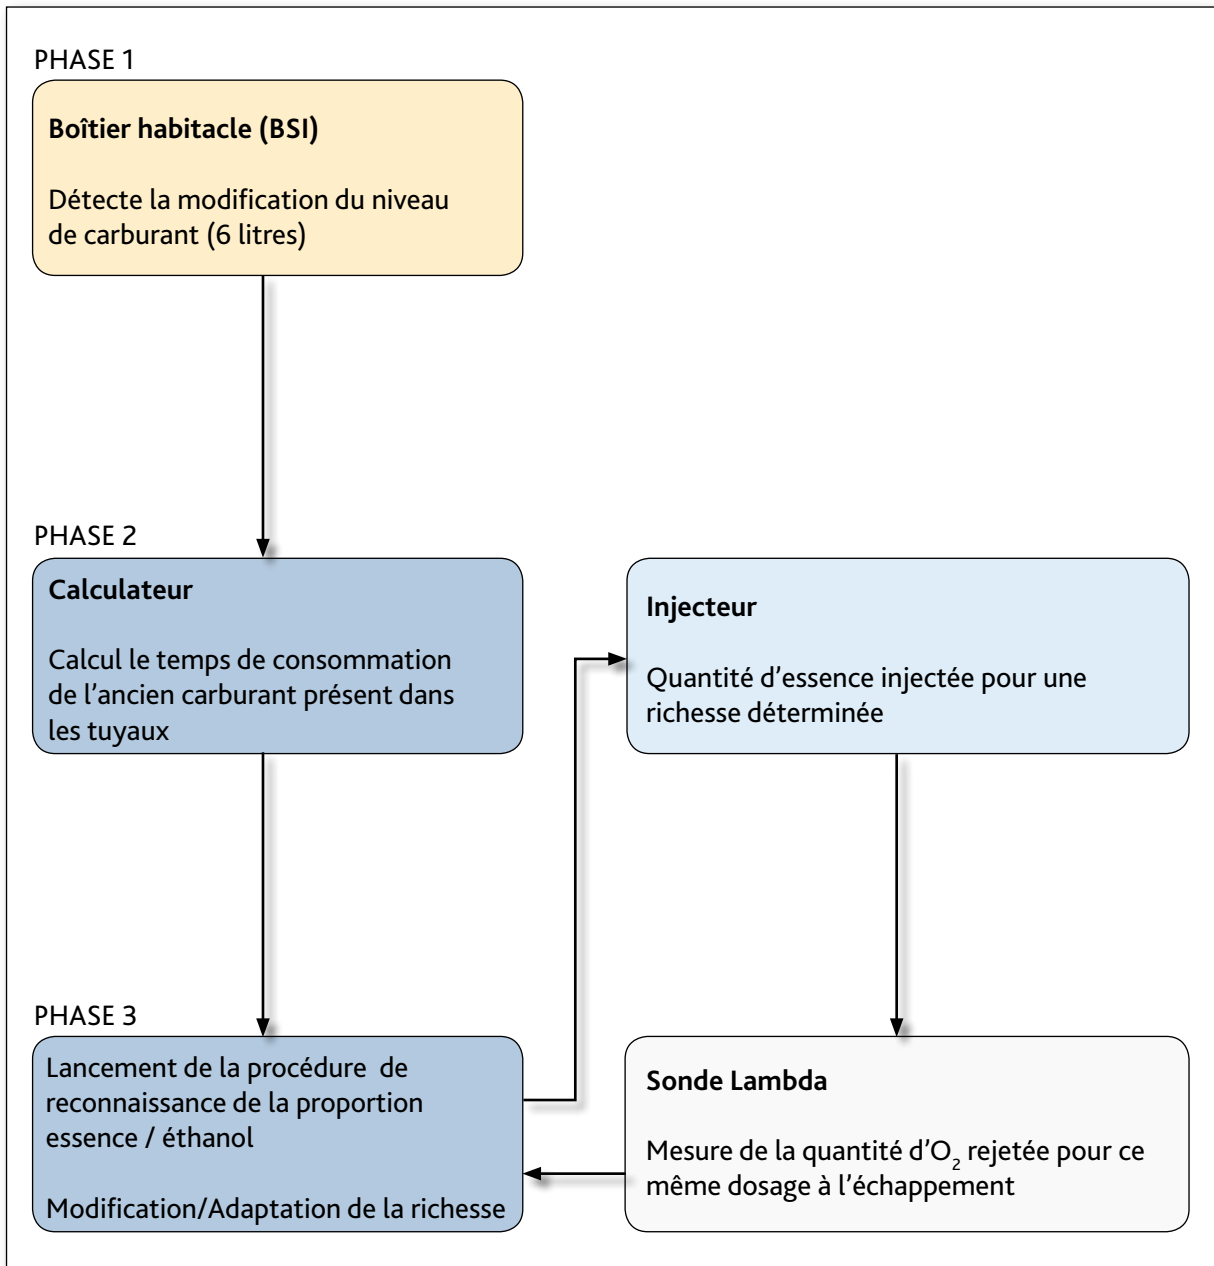 PHASE 1
Boîtier habitacle (BSI)
Détecte la modification du niveau
de carburant (6 litres)
PHASE 2
Calculateur
Calcul le temps de consommation
de l'ancien carburant présent dans
les tuyaux
Injecteur
Quantité d'essence injectée pour une
richesse déterminée
PHASE 3
Lancement de la procédure de
reconnaissance de la proportion
essence / éthanol
Modification/Adaptation de la richesse
Sonde Lambda
Mesure de la quantité d'O₂ rejetée pour ce
même dosage à l'échappement